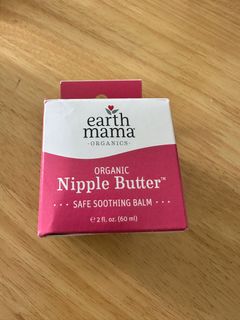 earth
mama®
·ORGANICS·
ORGANIC
Nipple Butter™
··· SAFE SOOTHING BALM ···
℮ 2 fl. oz. (60 ml)